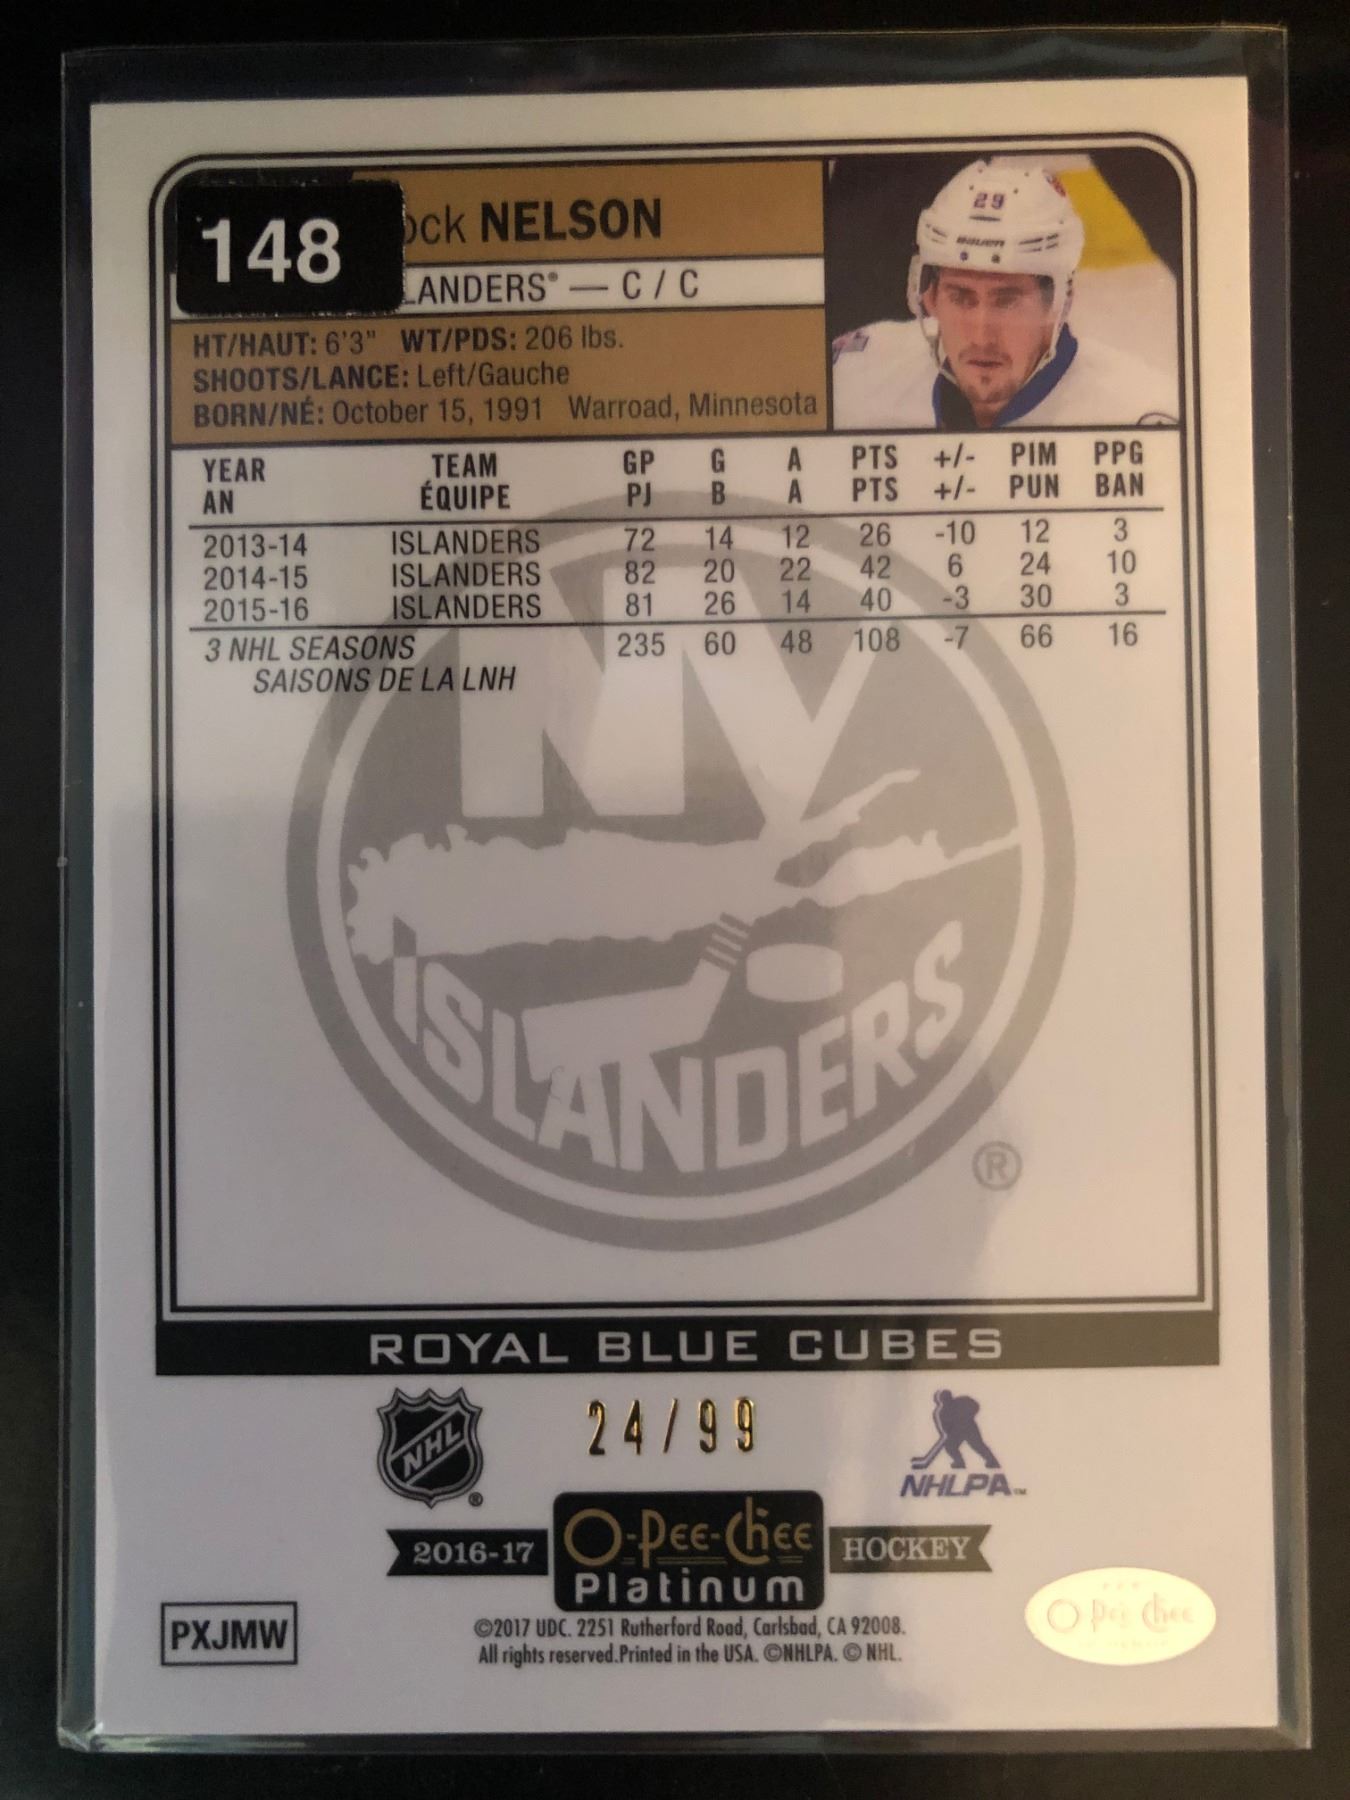 148
ock NELSON
LANDERS® — C / C
HT/HAUT: 6'3" WT/PDS: 206 lbs.
SHOOTS/LANCE: Left/Gauche
BORN/NÉ: October 15, 1991 Warroad, Minnesota
29
BAUER
YEAR TEAM GP G A PTS +/- PIM PPG
AN ÉQUIPE PJ B A PTS +/- PUN BAN
2013-14 ISLANDERS 72 14 12 26 -10 12 3
2014-15 ISLANDERS 82 20 22 42 6 24 10
2015-16 ISLANDERS 81 26 14 40 -3 30 3
3 NHL SEASONS 235 60 48 108 -7 66 16
SAISONS DE LA LNH
NY
ISLANDERS
®
ROYAL BLUE CUBES
24/99
NHL ®
NHLPA™
2016-17 O-Pee-Chee HOCKEY
Platinum
PXJMW
©2017 UDC. 2251 Rutherford Road, Carlsbad, CA 92008.
All rights reserved.Printed in the USA. ©NHLPA. © NHL.
O Pee Chee